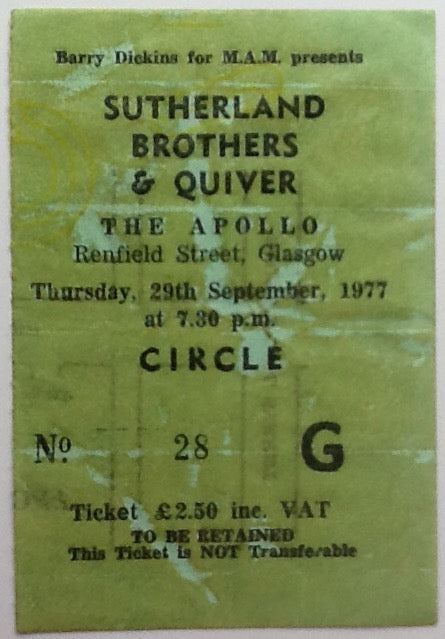 Barry Dickins for M.A.M. presents
SUTHERLAND
BROTHERS
& QUIVER
THE APOLLO
Renfield Street, Glasgow
Thursday, 29th September, 1977
at 7.30 p.m.
CIRCLE
Nº 28 G
Ticket £2.50 inc. VAT
TO BE RETAINED
This Ticket is NOT Transferable